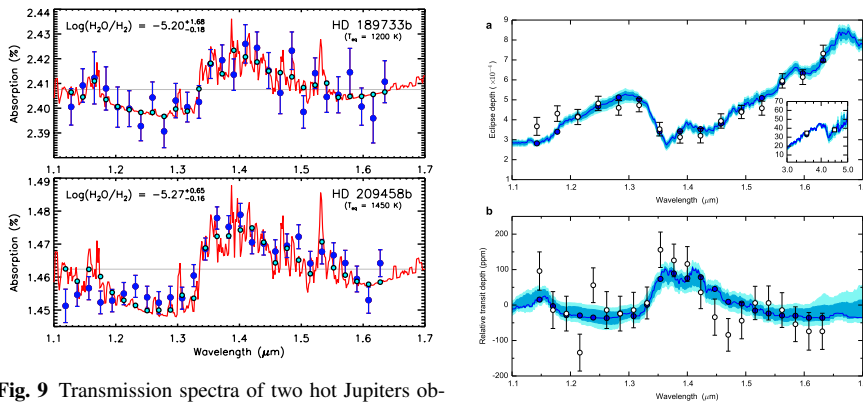 Log(H₂O/H₂) = −5.20 +1.68 −0.18
HD 189733b
(T_eq = 1200 K)
Absorption (%)
2.44
2.43
2.42
2.41
2.40
2.39
1.1 1.2 1.3 1.4 1.5 1.6 1.7
Log(H₂O/H₂) = −5.27 +0.65 −0.16
HD 209458b
(T_eq = 1450 K)
Absorption (%)
1.49
1.48
1.47
1.46
1.45
1.1 1.2 1.3 1.4 1.5 1.6 1.7
Wavelength (μm)
Fig. 9 Transmission spectra of two hot Jupiters ob-
a
Eclipse depth (×10⁻⁴)
9
8
7
6
5
4
3
2
1
70
60
50
40
30
20
10
3.0 4.0 5.0
1.1 1.2 1.3 1.4 1.5 1.6 1.7
Wavelength (μm)
b
Relative transit depth (ppm)
200
100
0
-100
-200
1.1 1.2 1.3 1.4 1.5 1.6 1.7
Wavelength (μm)